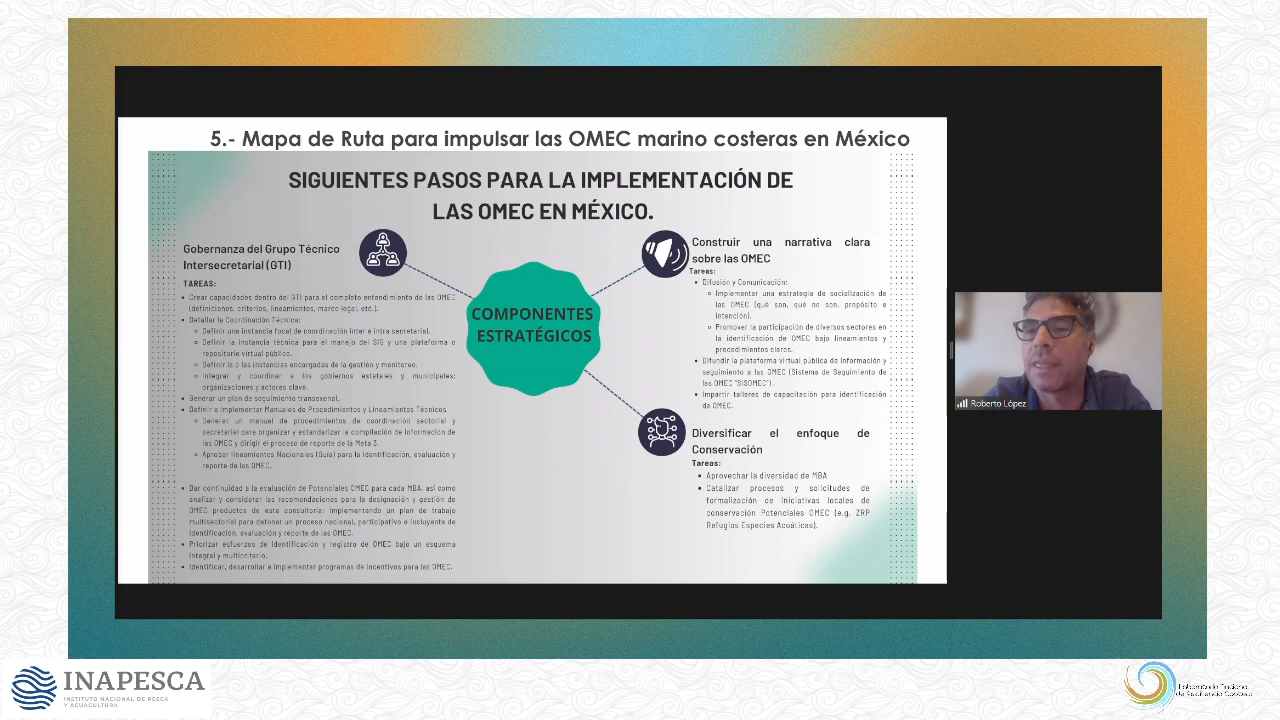 5.- Mapa de Ruta para impulsar las OMEC marino costeras en México
SIGUIENTES PASOS PARA LA IMPLEMENTACIÓN DE
LAS OMEC EN MÉXICO.
Gobernanza del Grupo Técnico
Intersecretarial (GTI)
TAREAS:
• Crear capacidades dentro del GTI para el completo entendimiento de las OMEC
(definiciones, criterios, lineamientos, marco legal, etc.).
• Detallar la Coordinación Técnica:
○ Definir una instancia focal de coordinación inter e intra secretarial.
○ Definir la instancia técnica para el manejo del SIG y una plataforma o
repositorio virtual público.
○ Definir la o las instancias encargadas de la gestión y monitoreo.
○ Integrar y coordinar a los gobiernos estatales y municipales;
organizaciones y actores clave.
• Generar un plan de seguimiento transexenal.
• Definir e Implementar Manuales de Procedimientos y Lineamientos Técnicos
○ Generar un manual de procedimientos de coordinación sectorial y
secretarial para organizar y estandarizar la compilación de información de
las OMEC y dirigir el proceso de reporte de la Meta 3.
○ Aprobar lineamientos Nacionales (Guía) para la identificación, evaluación y
reporte de las OMEC.
• Dar continuidad a la evaluación de Potenciales OMEC para cada MBA, así como
analizar y considerar las recomendaciones para la designación y gestión de
OMEC productos de esta consultoría; implementando un plan de trabajo
multisectorial para detonar un proceso nacional, participativo e incluyente de
identificación, evaluación y reporte de las OMEC.
• Priorizar esfuerzos de identificación y registro de OMEC bajo un esquema
integral y multicriterio.
• Identificar, desarrollar e implementar programas de incentivos para las OMEC.
COMPONENTES
ESTRATÉGICOS
Construir una narrativa clara
sobre las OMEC
Tareas:
• Difusión y Comunicación:
○ Implementar una estrategia de socialización de
las OMEC (qué son, qué no son, propósito e
intención).
○ Promover la participación de diversos sectores en
la identificación de OMEC bajo lineamientos y
procedimientos claros.
• Difundir la plataforma virtual pública de información y
seguimiento a las OMEC (Sistema de Seguimiento de
las OMEC "SISOMEC").
• Impartir talleres de capacitación para identificación
de OMEC.
Diversificar el enfoque de
Conservación
Tareas:
• Aprovechar la diversidad de MBA
• Catalizar procesos y solicitudes de
formalización de iniciativas locales de
conservación Potenciales OMEC (e.g. ZRP
Refugios Especies Acuáticas).
Roberto López
INAPESCA
INSTITUTO NACIONAL DE PESCA
Y ACUACULTURA